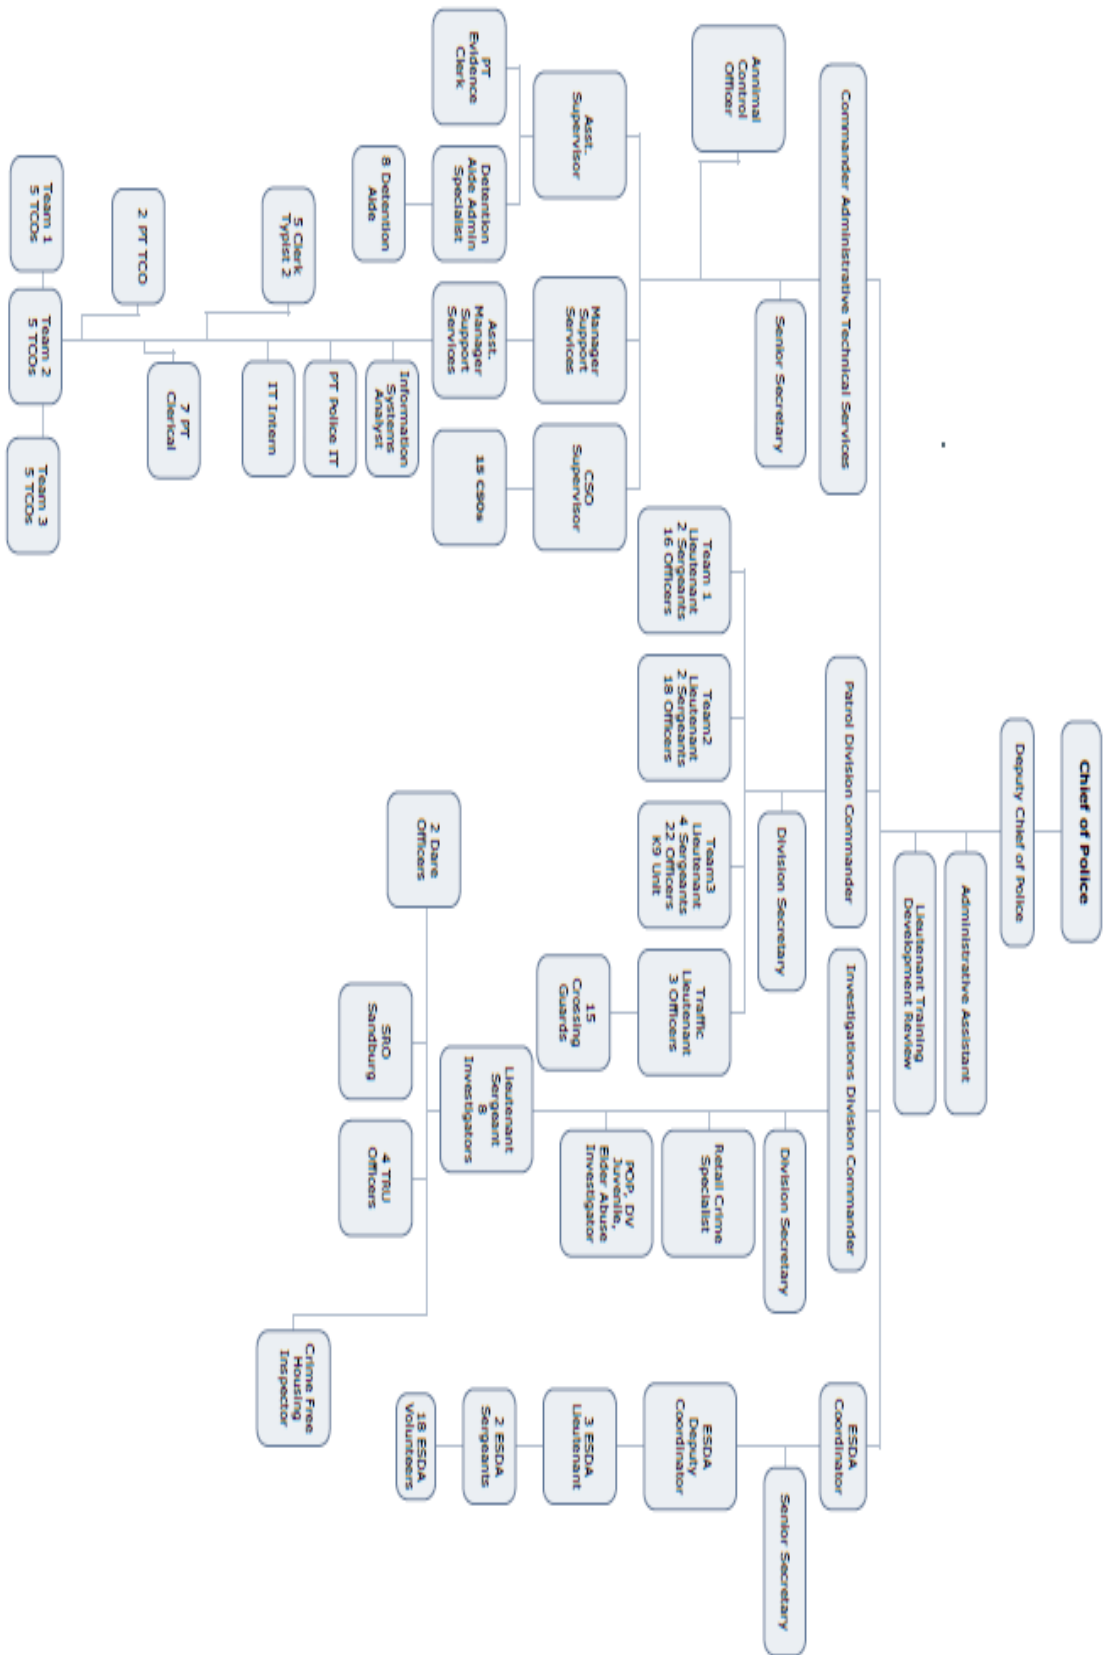 Chief of Police
Deputy Chief of Police
Administrative Assistant
Lieutenant Training
Development Review
Commander Administrative Technical Services
Patrol Division Commander
Investigations Division Commander
ESDA
Coordinator
Senior Secretary
Division Secretary
Division Secretary
Senior Secretary
Annimal
Control
Officer
Team 1
Lieutenant
2 Sergeants
16 Officers
Team2
Lieutenant
2 Sergeants
18 Officers
Team3
Lieutenant
4 Sergeants
22 Officers
K9 Unit
Traffic
Lieutenant
3 Officers
Retail Crime
Specialist
ESDA
Deputy
Coordinator
Asst.
Supervisor
Manager
Support
Services
CSO
Supervisor
15
Crossing
Guards
POP, DV
Juvenile,
Elder Abuse
Investigator
3 ESDA
Lieutenant
PT
Evidence
Clerk
Detention
Aide Admin
Specialist
Asst.
Manager
Support
Services
15 CSOs
Lieutenant
Sergeant
8
Investigators
2 ESDA
Sergeants
8 Detention
Aide
Information
Systems
Analyst
2 Dare
Officers
18 ESDA
Volunteers
PT Police IT
SRO
Sandburg
4 TRU
Officers
5 Clerk
Typist 2
IT Intern
Crime Free
Housing
Inspector
2 PT TCO
7 PT
Clerical
Team 1
5 TCOs
Team 2
5 TCOs
Team 3
5 TCOs